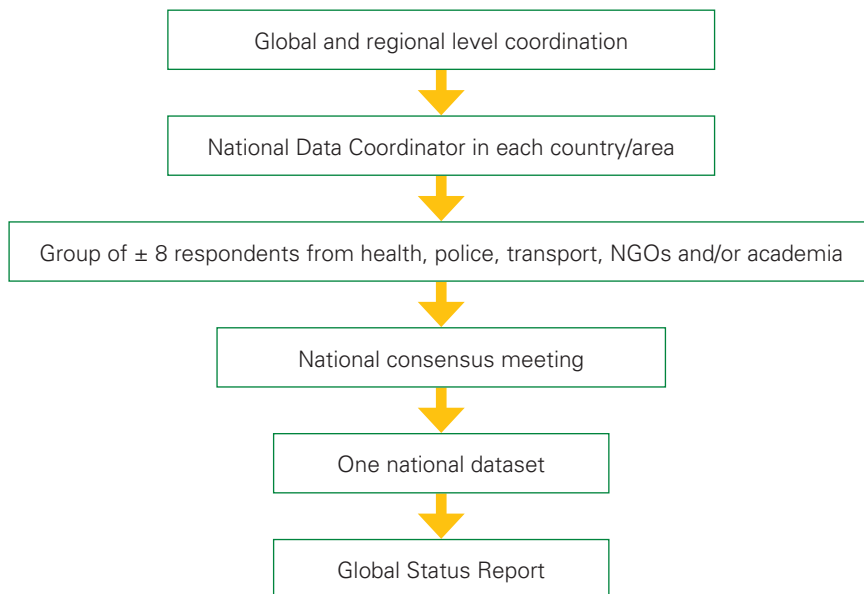 Global and regional level coordination
National Data Coordinator in each country/area
Group of ± 8 respondents from health, police, transport, NGOs and/or academia
National consensus meeting
One national dataset
Global Status Report